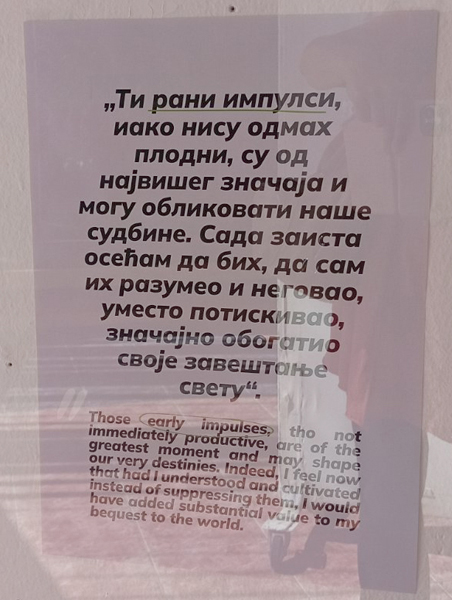 „Ти рани импулси,
иако нису одмах
плодни, су од
највишег значаја и
могу обликовати наше
судбине. Сада заиста
осећам да бих, да сам
их разумео и неговао,
уместо потискивао,
значајно обогатио
своје завештање
свету“.
Those early impulses, tho not
immediately productive, are of the
greatest moment and may shape
our very destinies. Indeed, I feel now
that had I understood and cultivated
instead of suppressing them, I would
have added substantial value to my
bequest to the world.